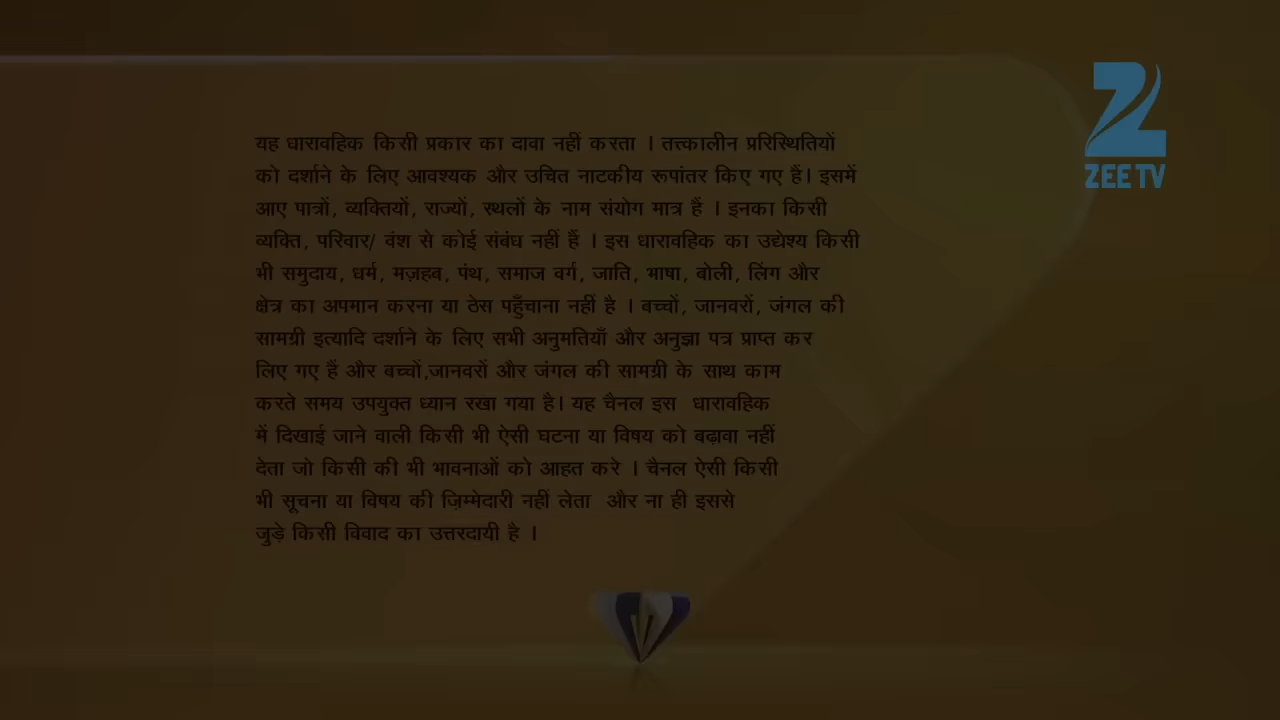 यह धारावहिक किसी प्रकार का दावा नहीं करता । तत्त्कालीन प्ररिस्थितियों
को दर्शाने के लिए आवश्यक और उचित नाटकीय रूपांतर किए गए हैं। इसमें
आए पात्रों, व्यक्तियों, राज्यों, स्थलों के नाम संयोग मात्र हैं । इनका किसी
व्यक्ति, परिवार/ वंश से कोई संबंध नहीं हैं । इस धारावहिक का उद्येश्य किसी
भी समुदाय, धर्म, मज़हब, पंथ, समाज वर्ग, जाति, भाषा, बोली, लिंग और
क्षेत्र का अपमान करना या ठेस पहुँचाना नहीं है । बच्चों, जानवरों, जंगल की
सामग्री इत्यादि दर्शाने के लिए सभी अनुमतियाँ और अनुज्ञा पत्र प्राप्त कर
लिए गए हैं और बच्चों,जानवरों और जंगल की सामग्री के साथ काम
करते समय उपयुक्त ध्यान रखा गया है। यह चैनल इस धारावहिक
में दिखाई जाने वाली किसी भी ऐसी घटना या विषय को बढ़ावा नहीं
देता जो किसी की भी भावनाओं को आहत करे । चैनल ऐसी किसी
भी सूचना या विषय की ज़िम्मेदारी नहीं लेता और ना ही इससे
जुड़े किसी विवाद का उत्तरदायी है ।
ZEE TV